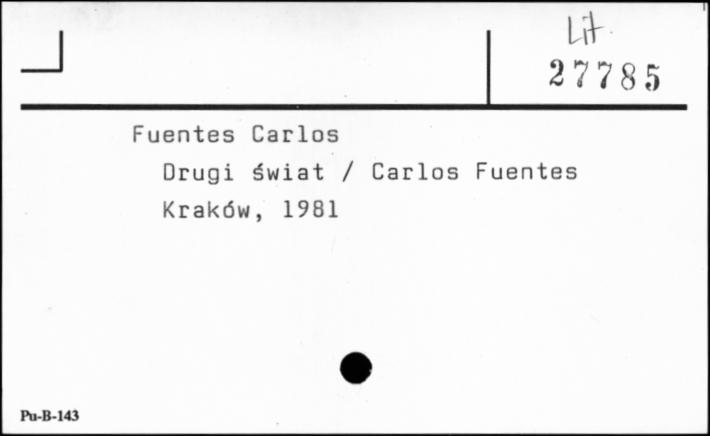 Lit.
27785
Fuentes Carlos
Drugi świat / Carlos Fuentes
Kraków, 1981
Pu-B-143